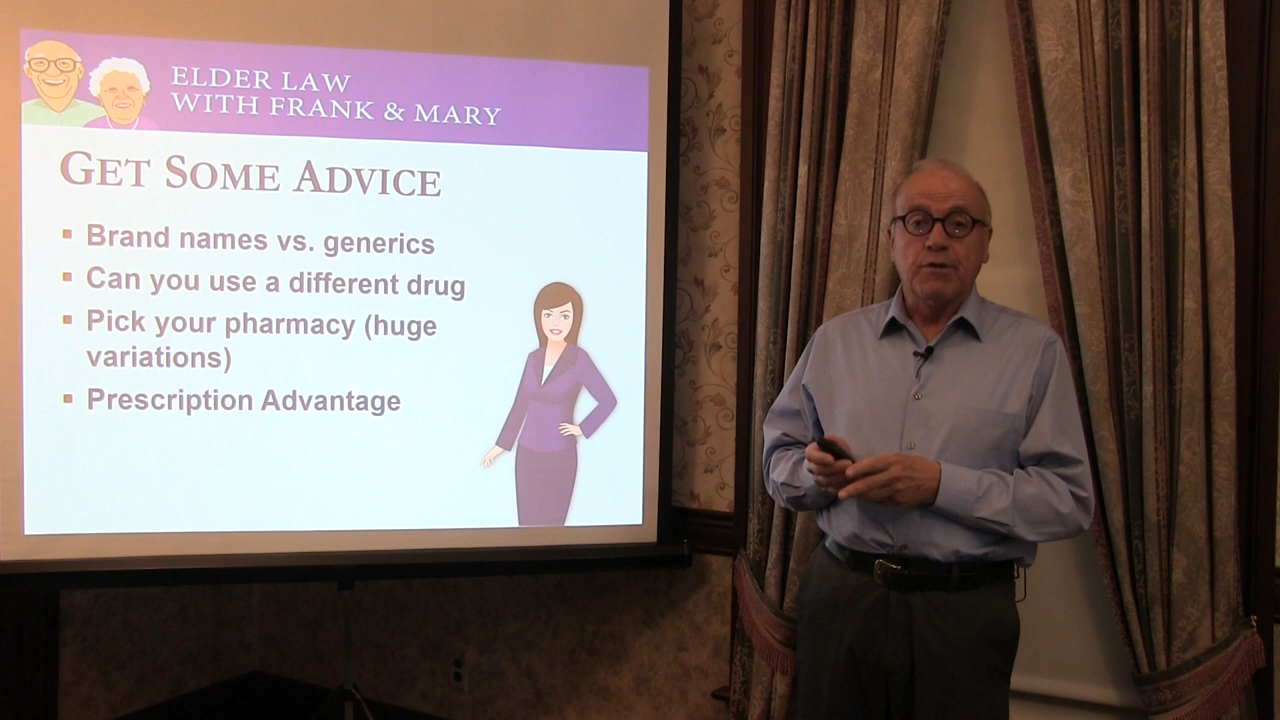 ELDER LAW
WITH FRANK & MARY
GET SOME ADVICE
Brand names vs. generics
Can you use a different drug
Pick your pharmacy (huge
variations)
Prescription Advantage